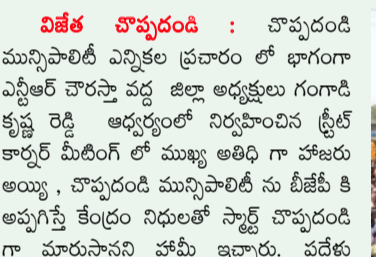 విజేత చొప్పదండి : చొప్పదండి
మున్సిపాలిటీ ఎన్నికల ప్రచారం లో భాగంగా
ఎన్టీఆర్ చౌరస్తా వద్ద జిల్లా అధ్యక్షులు గంగాడి
కృష్ణ రెడ్డి ఆధ్వర్యంలో నిర్వహించిన స్ట్రీట్
కార్నర్ మీటింగ్ లో ముఖ్య అతిధి గా హాజరు
అయ్యి , చొప్పదండి మున్సిపాలిటీ ను బీజేపీ కి
అప్పగిస్తే కేంద్రం నిధులతో స్మార్ట్ చొప్పదండి
గా మారుస్తానని హామీ ఇచ్చారు. పదేళ్లు